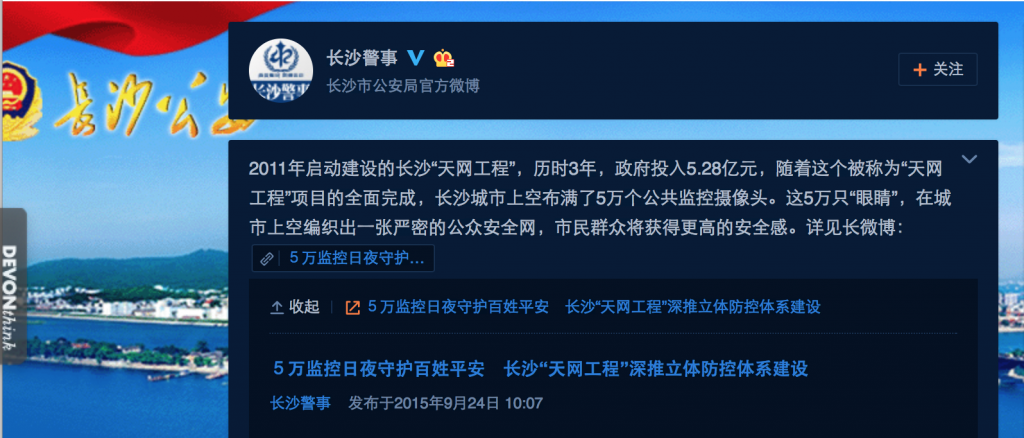 长沙警事
长沙市公安局官方微博
+ 关注
长沙公安
长沙警事
2011年启动建设的长沙“天网工程”，历时3年，政府投入5.28亿元，随着这个被称为“天网
工程”项目的全面完成，长沙城市上空布满了5万个公共监控摄像头。这5万只“眼睛”，在城
市上空编织出一张严密的公众安全网，市民群众将获得更高的安全感。详见长微博：
5 万监控日夜守护...
DEVONthink
收起 5 万监控日夜守护百姓平安 长沙“天网工程”深推立体防控体系建设
5 万监控日夜守护百姓平安 长沙“天网工程”深推立体防控体系建设
长沙警事 发布于2015年9月24日 10:07